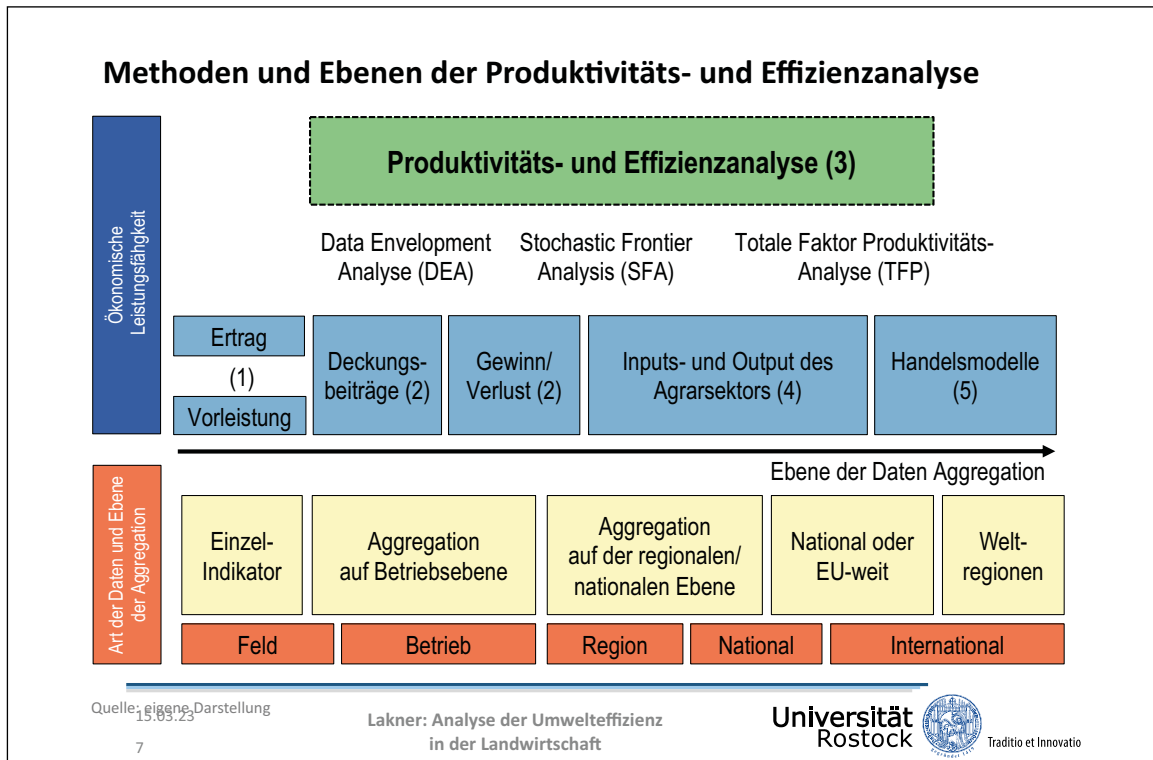 Methoden und Ebenen der Produktivitäts- und Effizienzanalyse
Ökonomische
Leistungsfähgkeit
Produktivitäts- und Effizienzanalyse (3)
Data Envelopment
Analyse (DEA)
Stochastic Frontier
Analysis (SFA)
Totale Faktor Produktivitäts-
Analyse (TFP)
Ertrag
(1)
Vorleistung
Deckungs-
beiträge (2)
Gewinn/
Verlust (2)
Inputs- und Output des
Agrarsektors (4)
Handelsmodelle
(5)
Ebene der Daten Aggregation
Art der Daten und Ebene
der Aggregation
Einzel-
Indikator
Aggregation
auf Betriebsebene
Aggregation
auf der regionalen/
nationalen Ebene
National oder
EU-weit
Welt-
regionen
Feld
Betrieb
Region
National
International
Quelle: eigene Darstellung
15.03.23
7
Lakner: Analyse der Umwelteffizienz
in der Landwirtschaft
Universität
Rostock
Traditio et Innovatio